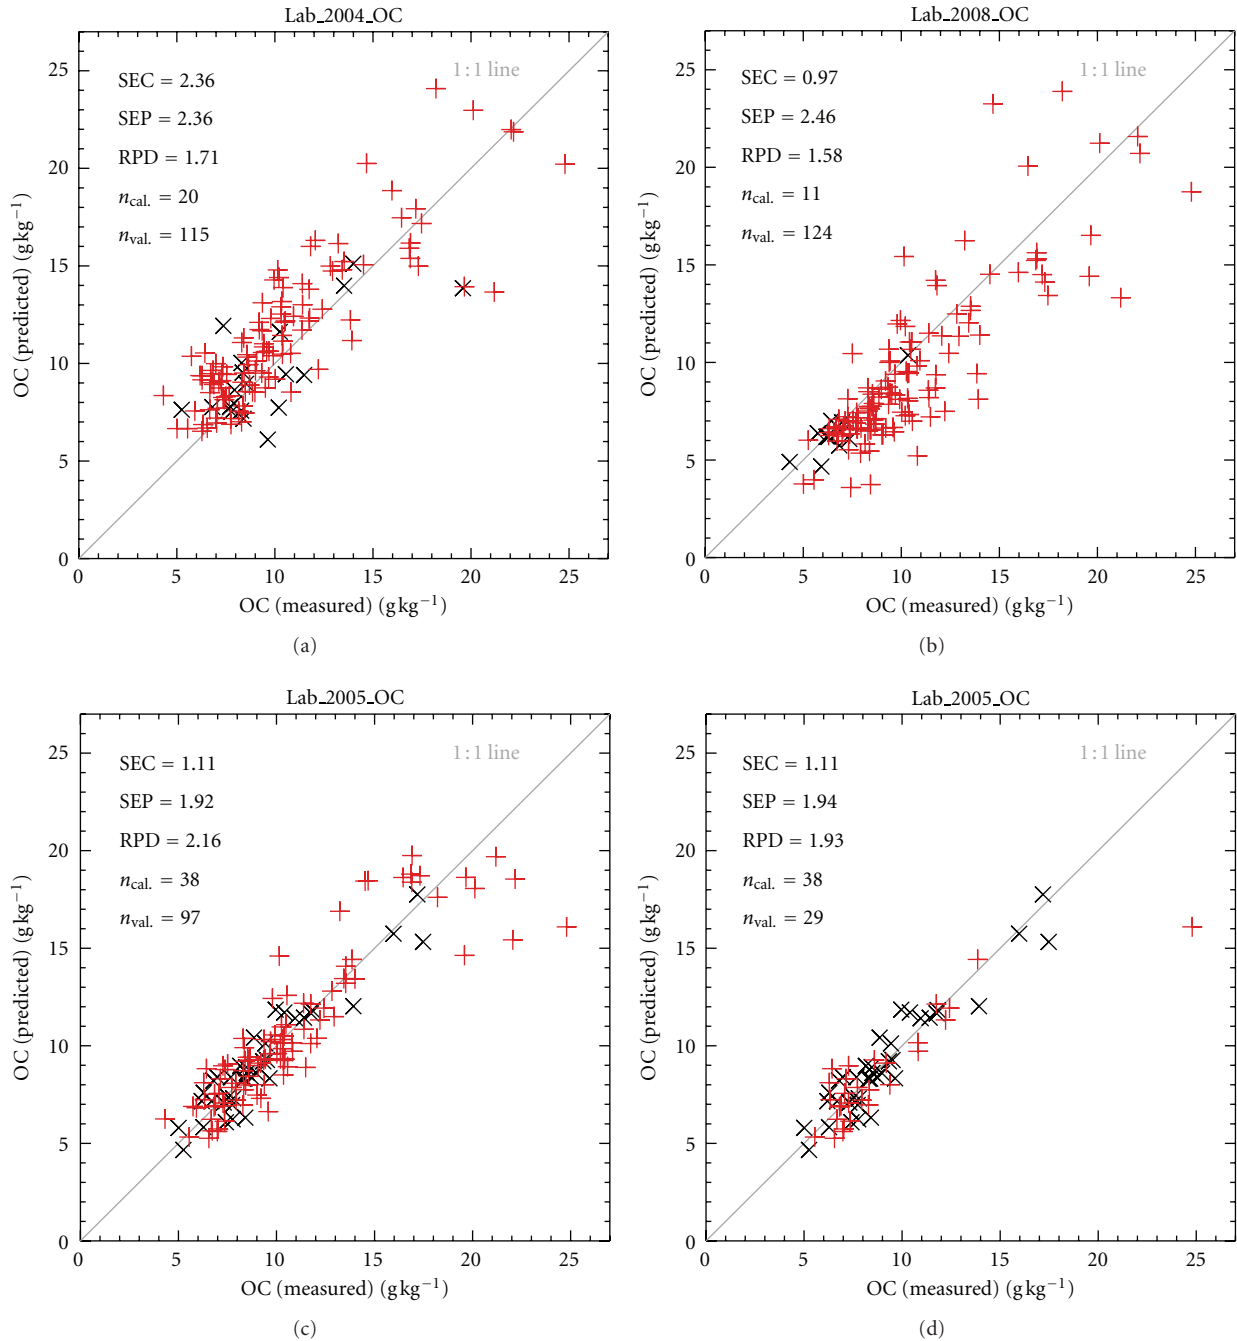 Lab_2004_OC
25
20
15
10
5
0
0 5 10 15 20 25
OC (predicted) (g kg−1)
OC (measured) (g kg−1)
SEC = 2.36
SEP = 2.36
RPD = 1.71
ncal. = 20
nval. = 115
1:1 line
(a)
Lab_2008_OC
25
20
15
10
5
0
0 5 10 15 20 25
OC (predicted) (g kg−1)
OC (measured) (g kg−1)
SEC = 0.97
SEP = 2.46
RPD = 1.58
ncal. = 11
nval. = 124
1:1 line
(b)
Lab_2005_OC
25
20
15
10
5
0
0 5 10 15 20 25
OC (predicted) (g kg−1)
OC (measured) (g kg−1)
SEC = 1.11
SEP = 1.92
RPD = 2.16
ncal. = 38
nval. = 97
1:1 line
(c)
Lab_2005_OC
25
20
15
10
5
0
0 5 10 15 20 25
OC (predicted) (g kg−1)
OC (measured) (g kg−1)
SEC = 1.11
SEP = 1.94
RPD = 1.93
ncal. = 38
nval. = 29
1:1 line
(d)